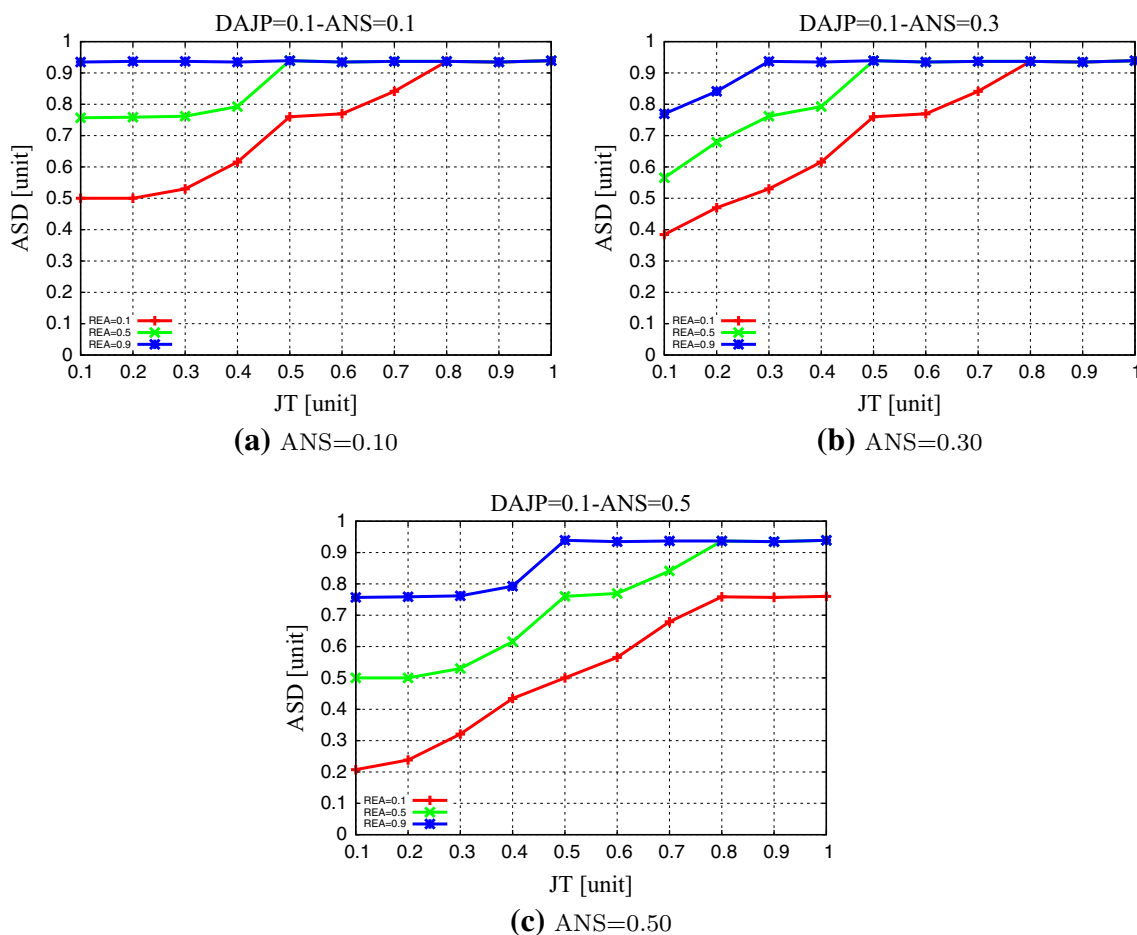 DAJP=0.1-ANS=0.1
ASD [unit]
1
0.9
0.8
0.7
0.6
0.5
0.4
0.3
0.2
0.1
0
REA=0.1
REA=0.5
REA=0.9
0.1 0.2 0.3 0.4 0.5 0.6 0.7 0.8 0.9 1
JT [unit]
(a) ANS=0.10
DAJP=0.1-ANS=0.3
ASD [unit]
1
0.9
0.8
0.7
0.6
0.5
0.4
0.3
0.2
0.1
0
REA=0.1
REA=0.5
REA=0.9
0.1 0.2 0.3 0.4 0.5 0.6 0.7 0.8 0.9 1
JT [unit]
(b) ANS=0.30
DAJP=0.1-ANS=0.5
ASD [unit]
1
0.9
0.8
0.7
0.6
0.5
0.4
0.3
0.2
0.1
0
REA=0.1
REA=0.5
REA=0.9
0.1 0.2 0.3 0.4 0.5 0.6 0.7 0.8 0.9 1
JT [unit]
(c) ANS=0.50